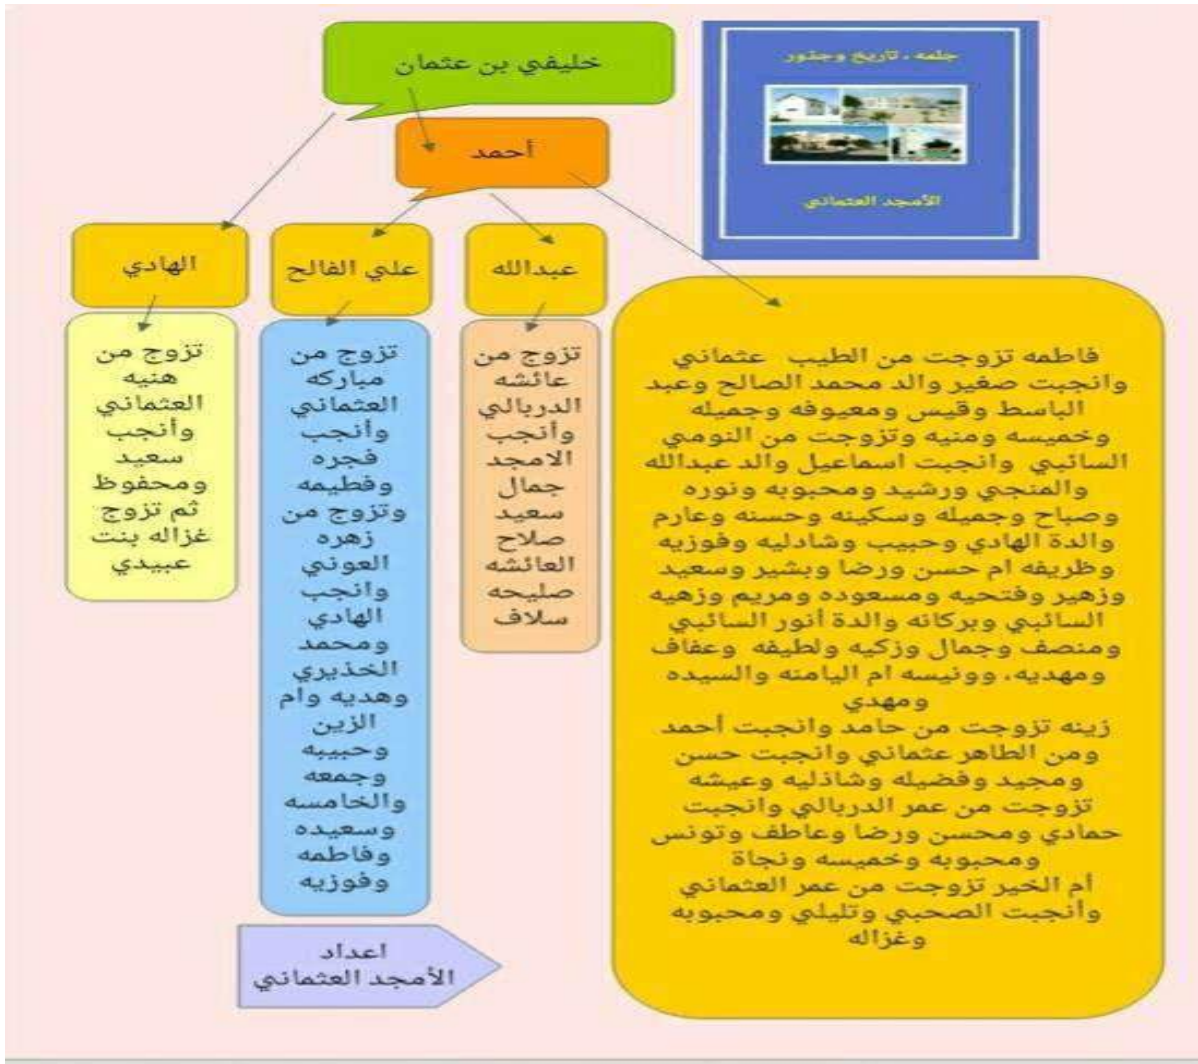 خليفي بن عثمان
جلمه ، تاريخ وجذور
الأمجد العثماني
أحمد
عبدالله
علي الفالح
الهادي
فاطمه تزوجت من الطيب عثماني
وانجبت صغير والد محمد الصالح وعبد
الباسط وقيس ومعيوفه وجميله
وخميسه ومنيه وتزوجت من النومي
السائبي وانجبت اسماعيل والد عبدالله
والمنجي ورشيد ومحبوبه ونوره
وصباح وجميله وسكينه وحسنه وعارم
والدة الهادي وحبيب وشادليه وفوزيه
وظريفه ام حسن ورضا وبشير وسعيد
وزهير وفتحيه ومسعوده ومريم وزهيه
السائبي وبركانه والدة أنور السائبي
ومنصف وجمال وزكيه ولطيفه وعفاف
ومهديه، وونيسه ام اليامنه والسيده
ومهدي
زينه تزوجت من حامد وانجبت أحمد
ومن الطاهر عثماني وانجبت حسن
ومجيد وفضيله وشاذليه وعيشه
تزوجت من عمر الدربالي وانجبت
حمادي ومحسن ورضا وعاطف وتونس
ومحبوبه وخميسه ونجاة
أم الخير تزوجت من عمر العثماني
وأنجبت الصحبي وتليلي ومحبوبه
وغزاله
تزوج من
عائشه
الدربالي
وأنجب
الامجد
جمال
سعيد
صلاح
العائشه
صليحه
سلاف
تزوج من
مباركه
العثماني
وأنجب
فجره
وفطيمه
وتزوج من
زهره
العوني
وانجب
الهادي
ومحمد
الخذيري
وهديه وام
الزين
وحبيبه
وجمعه
والخامسه
وسعيده
وفاطمه
وفوزيه
تزوج من
هنيه
العثماني
وأنجب
سعيد
ومحفوظ
ثم تزوج
غزاله بنت
عبيدي
اعداد
الأمجد العثماني